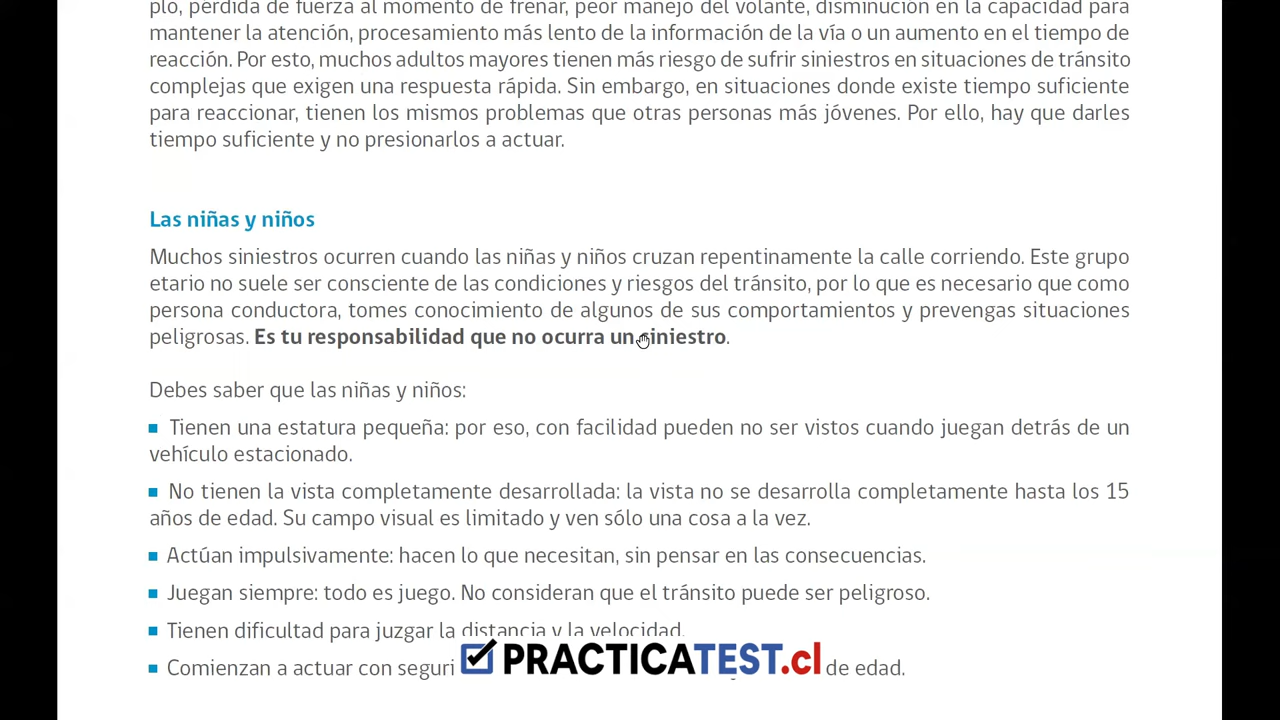 plo, pérdida de fuerza al momento de frenar, peor manejo del volante, disminución en la capacidad para
mantener la atención, procesamiento más lento de la información de la vía o un aumento en el tiempo de
reacción. Por esto, muchos adultos mayores tienen más riesgo de sufrir siniestros en situaciones de tránsito
complejas que exigen una respuesta rápida. Sin embargo, en situaciones donde existe tiempo suficiente
para reaccionar, tienen los mismos problemas que otras personas más jóvenes. Por ello, hay que darles
tiempo suficiente y no presionarlos a actuar.
Las niñas y niños
Muchos siniestros ocurren cuando las niñas y niños cruzan repentinamente la calle corriendo. Este grupo
etario no suele ser consciente de las condiciones y riesgos del tránsito, por lo que es necesario que como
persona conductora, tomes conocimiento de algunos de sus comportamientos y prevengas situaciones
peligrosas. Es tu responsabilidad que no ocurra un siniestro.
Debes saber que las niñas y niños:
Tienen una estatura pequeña: por eso, con facilidad pueden no ser vistos cuando juegan detrás de un
vehículo estacionado.
No tienen la vista completamente desarrollada: la vista no se desarrolla completamente hasta los 15
años de edad. Su campo visual es limitado y ven sólo una cosa a la vez.
Actúan impulsivamente: hacen lo que necesitan, sin pensar en las consecuencias.
Juegan siempre: todo es juego. No consideran que el tránsito puede ser peligroso.
Tienen dificultad para juzgar la distancia y la velocidad.
Comienzan a actuar con seguri de edad.
PRACTICATEST.cl